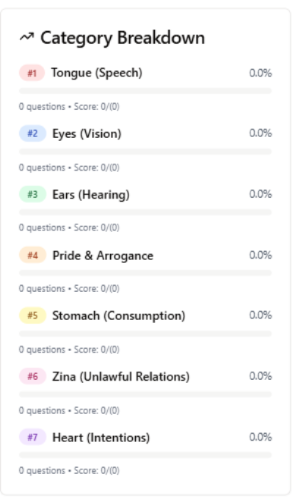 Category Breakdown
#1 Tongue (Speech) 0.0%
0 questions • Score: 0/(0)
#2 Eyes (Vision) 0.0%
0 questions • Score: 0/(0)
#3 Ears (Hearing) 0.0%
0 questions • Score: 0/(0)
#4 Pride & Arrogance 0.0%
0 questions • Score: 0/(0)
#5 Stomach (Consumption) 0.0%
0 questions • Score: 0/(0)
#6 Zina (Unlawful Relations) 0.0%
0 questions • Score: 0/(0)
#7 Heart (Intentions) 0.0%
0 questions • Score: 0/(0)